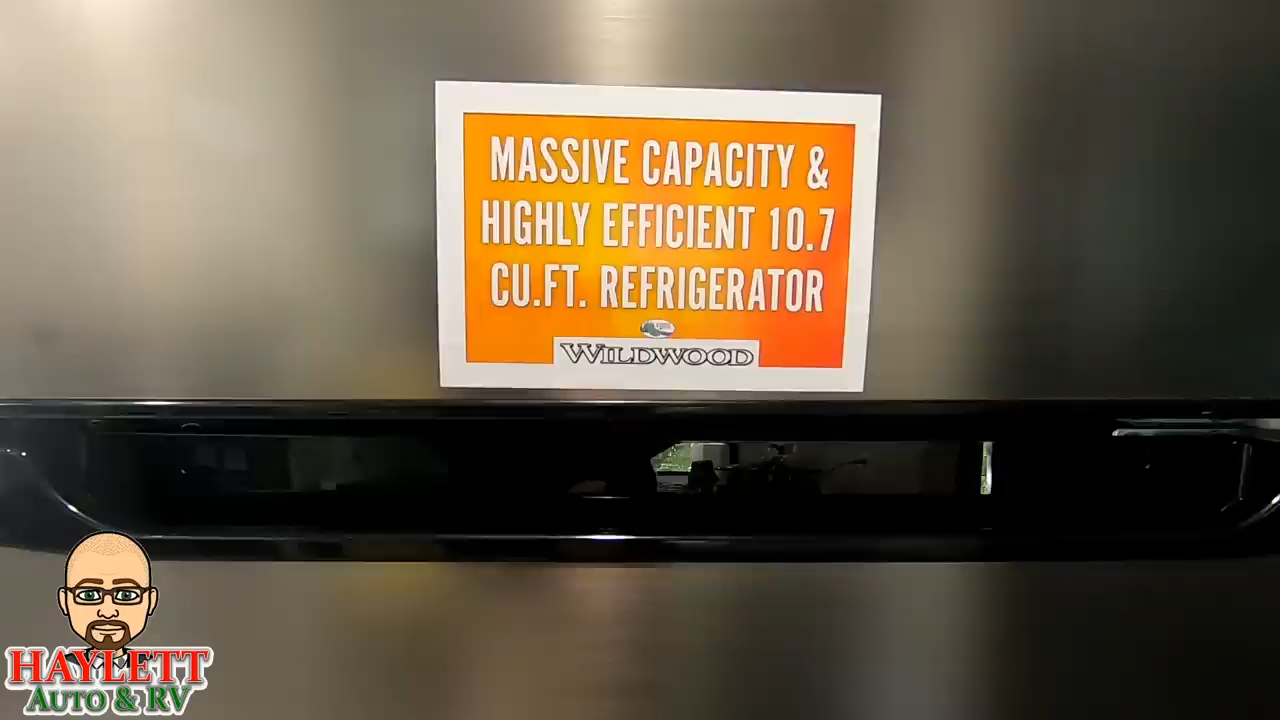 MASSIVE CAPACITY &
HIGHLY EFFICIENT 10.7
CU.FT. REFRIGERATOR
WILDWOOD
HAYLETT
AUTO & RV